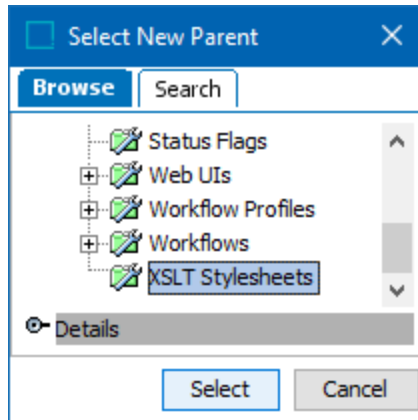 Select New Parent
Browse Search
Status Flags
Web UIs
Workflow Profiles
Workflows
XSLT Stylesheets
Details
Select Cancel